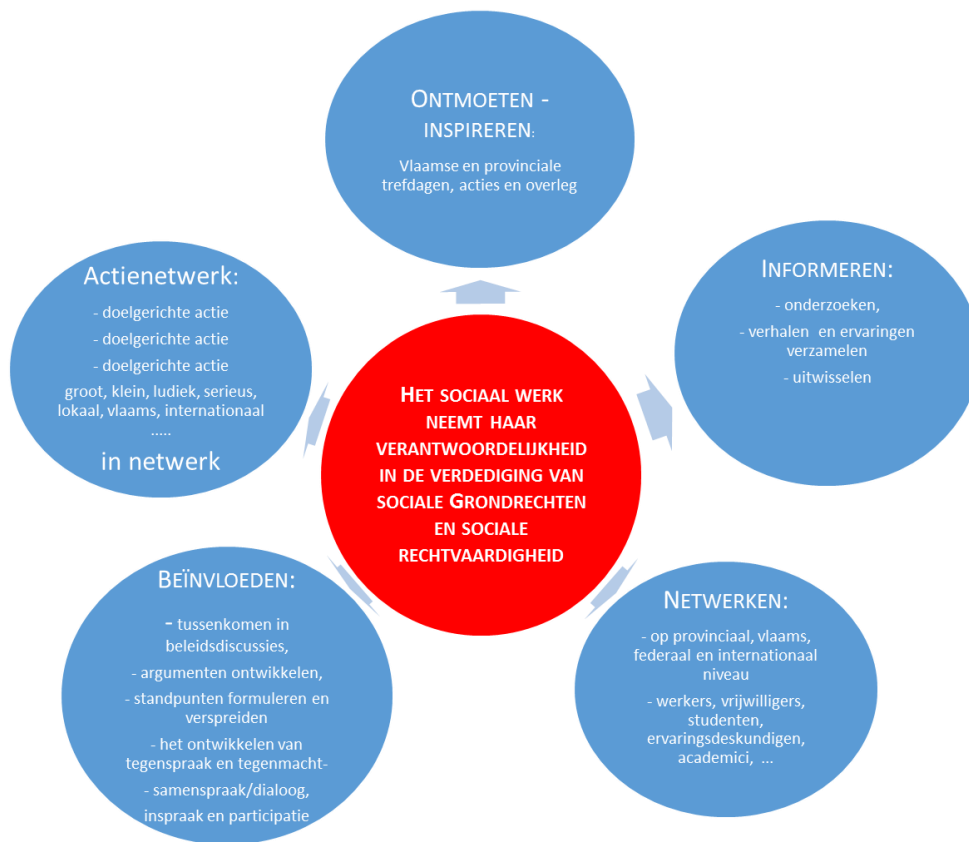 ONTMOETEN -
INSPIREREN:
Vlaamse en provinciale
trefdagen, acties en overleg
INFORMEREN:
- onderzoeken,
- verhalen en ervaringen
verzamelen
- uitwisselen
NETWERKEN:
- op provinciaal, vlaams,
federaal en internationaal
niveau
- werkers, vrijwilligers,
studenten,
ervaringsdeskundigen,
academici, ...
BEÏNVLOEDEN:
- tussenkomen in
beleidsdiscussies,
- argumenten ontwikkelen,
- standpunten formuleren en
verspreiden
- het ontwikkelen van
tegenspraak en tegenmacht-
- samenspraak/dialoog,
inspraak en participatie
Actienetwerk:
- doelgerichte actie
- doelgerichte actie
- doelgerichte actie
groot, klein, ludiek, serieus,
lokaal, vlaams, internationaal
.....
in netwerk
HET SOCIAAL WERK
NEEMT HAAR
VERANTWOORDELIJKHEID
IN DE VERDEDIGING VAN
SOCIALE GRONDRECHTEN
EN SOCIALE
RECHTVAARDIGHEID